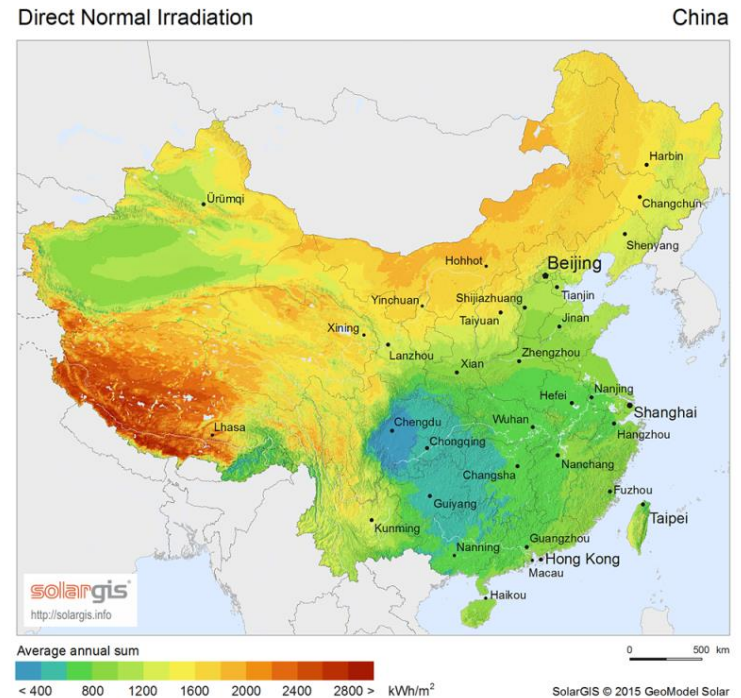 Direct Normal Irradiation
China
Harbin
Ürümqi
Changchun
Shenyang
Hohhot
Beijing
Tianjin
Yinchuan
Shijiazhuang
Taiyuan
Jinan
Xining
Lanzhou
Zhengzhou
Xian
Nanjing
Hefei
Shanghai
Lhasa
Chengdu
Wuhan
Hangzhou
Chongqing
Nanchang
Changsha
Fuzhou
Guiyang
Taipei
Kunming
Guangzhou
Nanning
Hong Kong
Macau
Haikou
solargis®
http://solargis.info
Average annual sum
0 500 km
< 400 800 1200 1600 2000 2400 2800 > kWh/m²
SolarGIS © 2015 GeoModel Solar